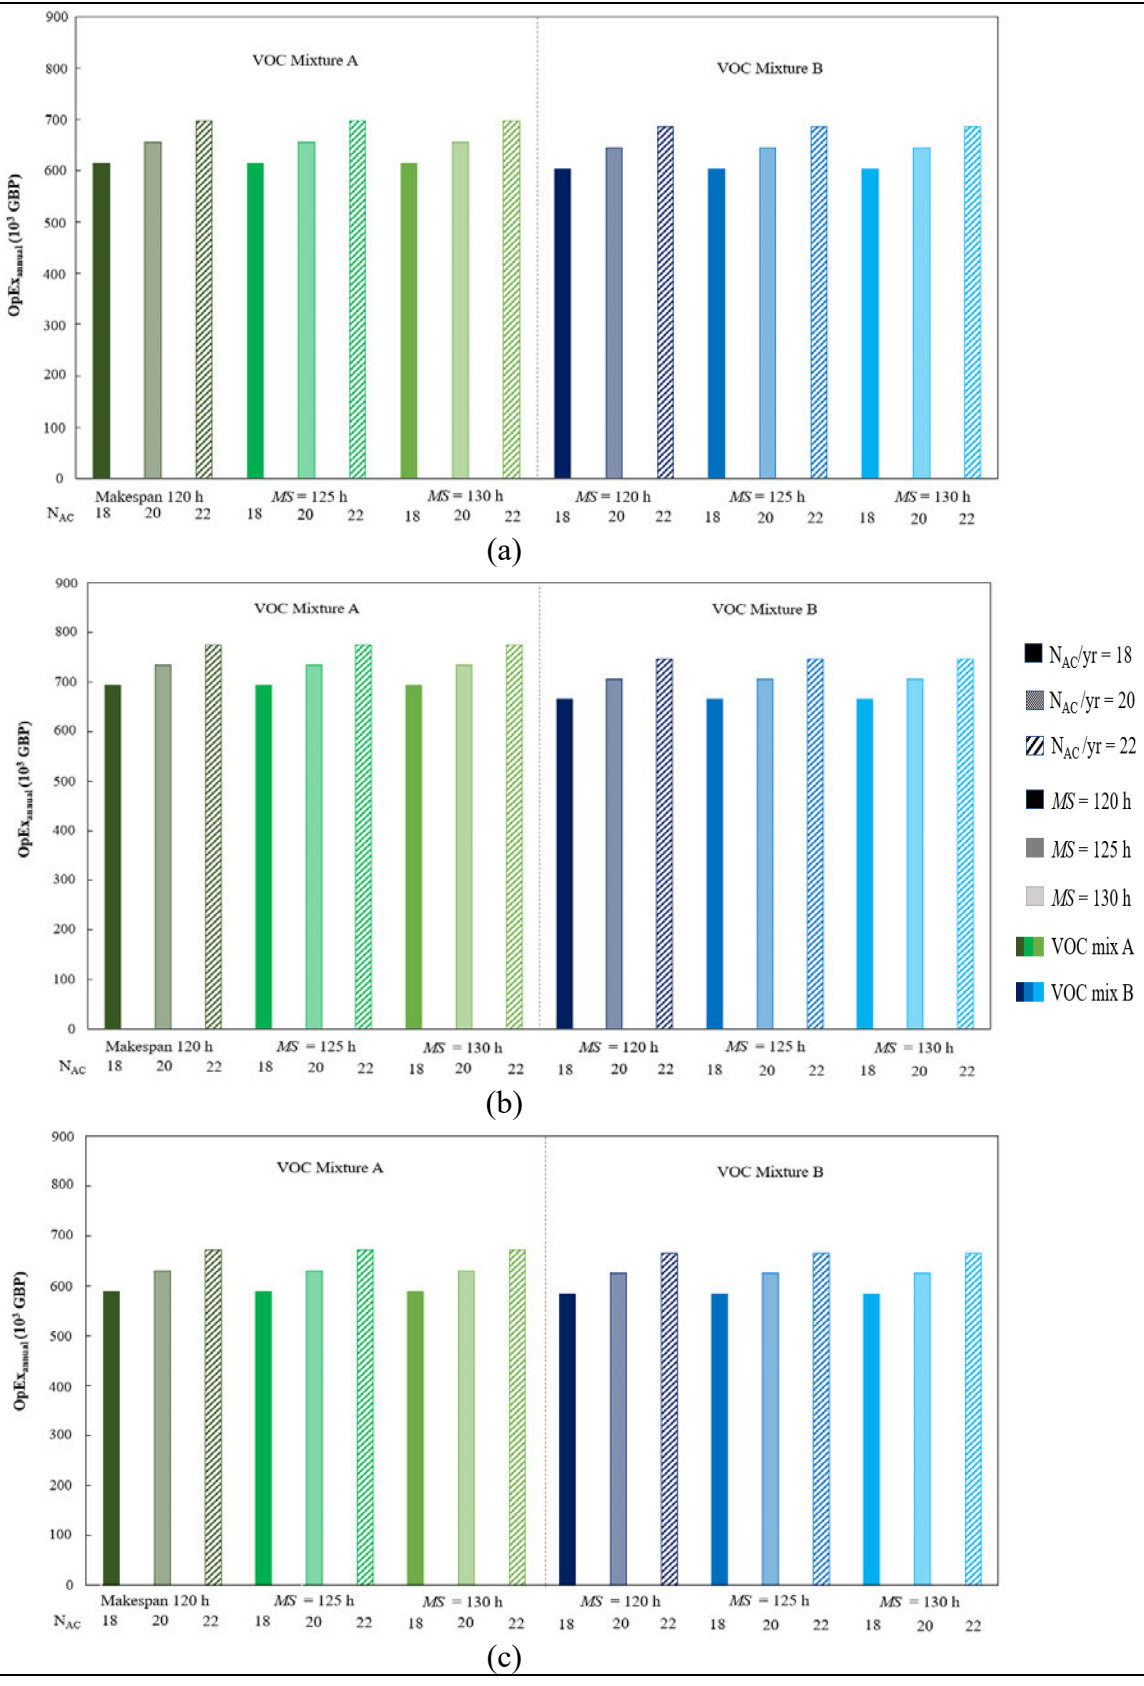 900
VOC Mixture A
VOC Mixture B
800
700
600
500
400
300
200
100
0
OpEx_annual (10³ GBP)
Makespan 120 h MS = 125 h MS = 130 h MS = 120 h MS = 125 h MS = 130 h
N_AC 18 20 22 18 20 22 18 20 22 18 20 22 18 20 22 18 20 22
(a)
900
VOC Mixture A VOC Mixture B
800
700
600
500
400
300
200
100
0
OpEx_annual (10³ GBP)
Makespan 120 h MS = 125 h MS = 130 h MS = 120 h MS = 125 h MS = 130 h
N_AC 18 20 22 18 20 22 18 20 22 18 20 22 18 20 22 18 20 22
(b)
N_AC/yr = 18
N_AC /yr = 20
N_AC /yr = 22
MS = 120 h
MS = 125 h
MS = 130 h
VOC mix A
VOC mix B
900
VOC Mixture A VOC Mixture B
800
700
600
500
400
300
200
100
0
OpEx_annual (10³ GBP)
Makespan 120 h MS = 125 h MS = 130 h MS = 120 h MS = 125 h MS = 130 h
N_AC 18 20 22 18 20 22 18 20 22 18 20 22 18 20 22 18 20 22
(c)